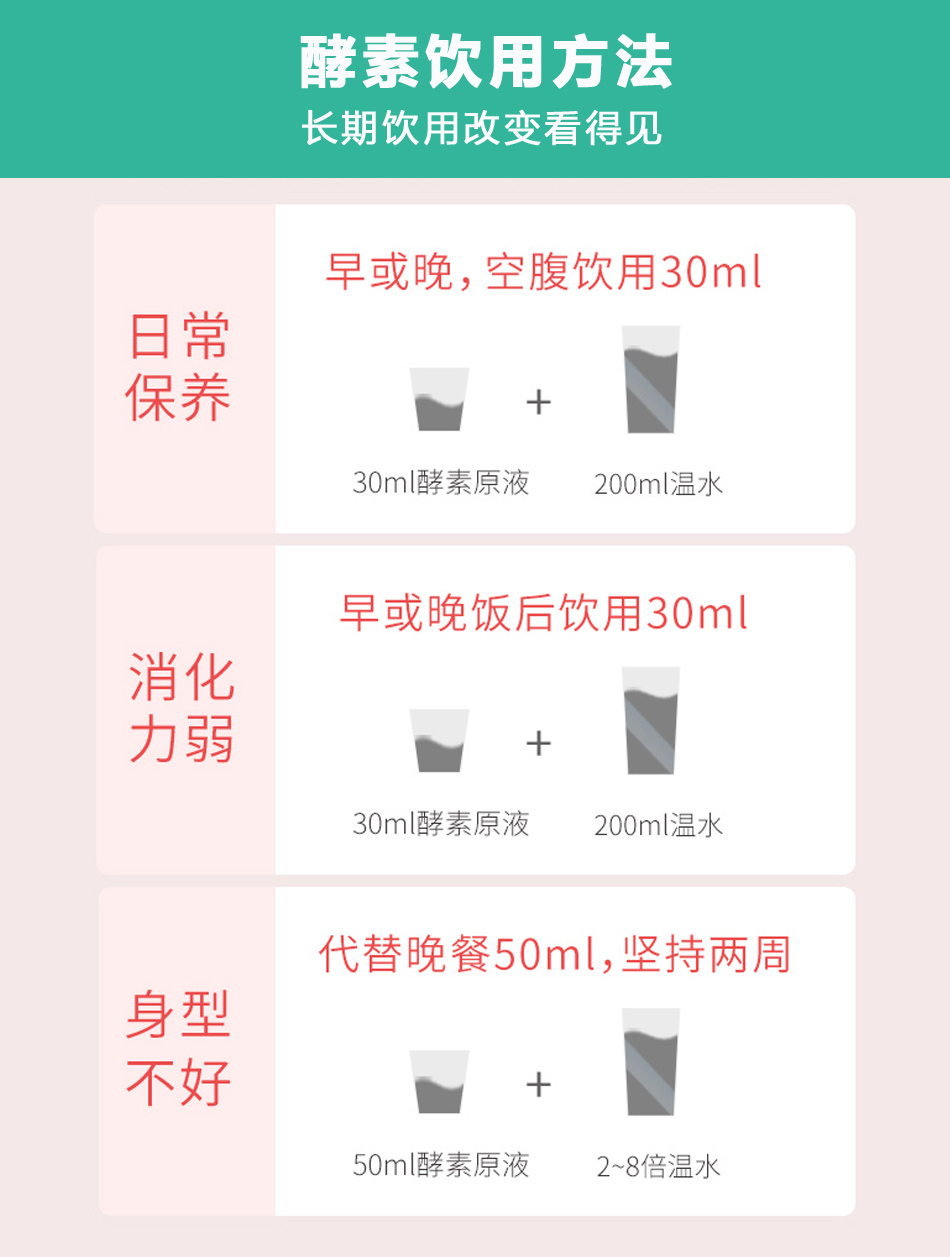 酵素饮用方法
长期饮用改变看得见
日常
保养
早或晚，空腹饮用30ml
+
30ml酵素原液
200ml温水
消化
力弱
早或晚饭后饮用30ml
+
30ml酵素原液
200ml温水
身型
不好
代替晚餐50ml，坚持两周
+
50ml酵素原液
2~8倍温水